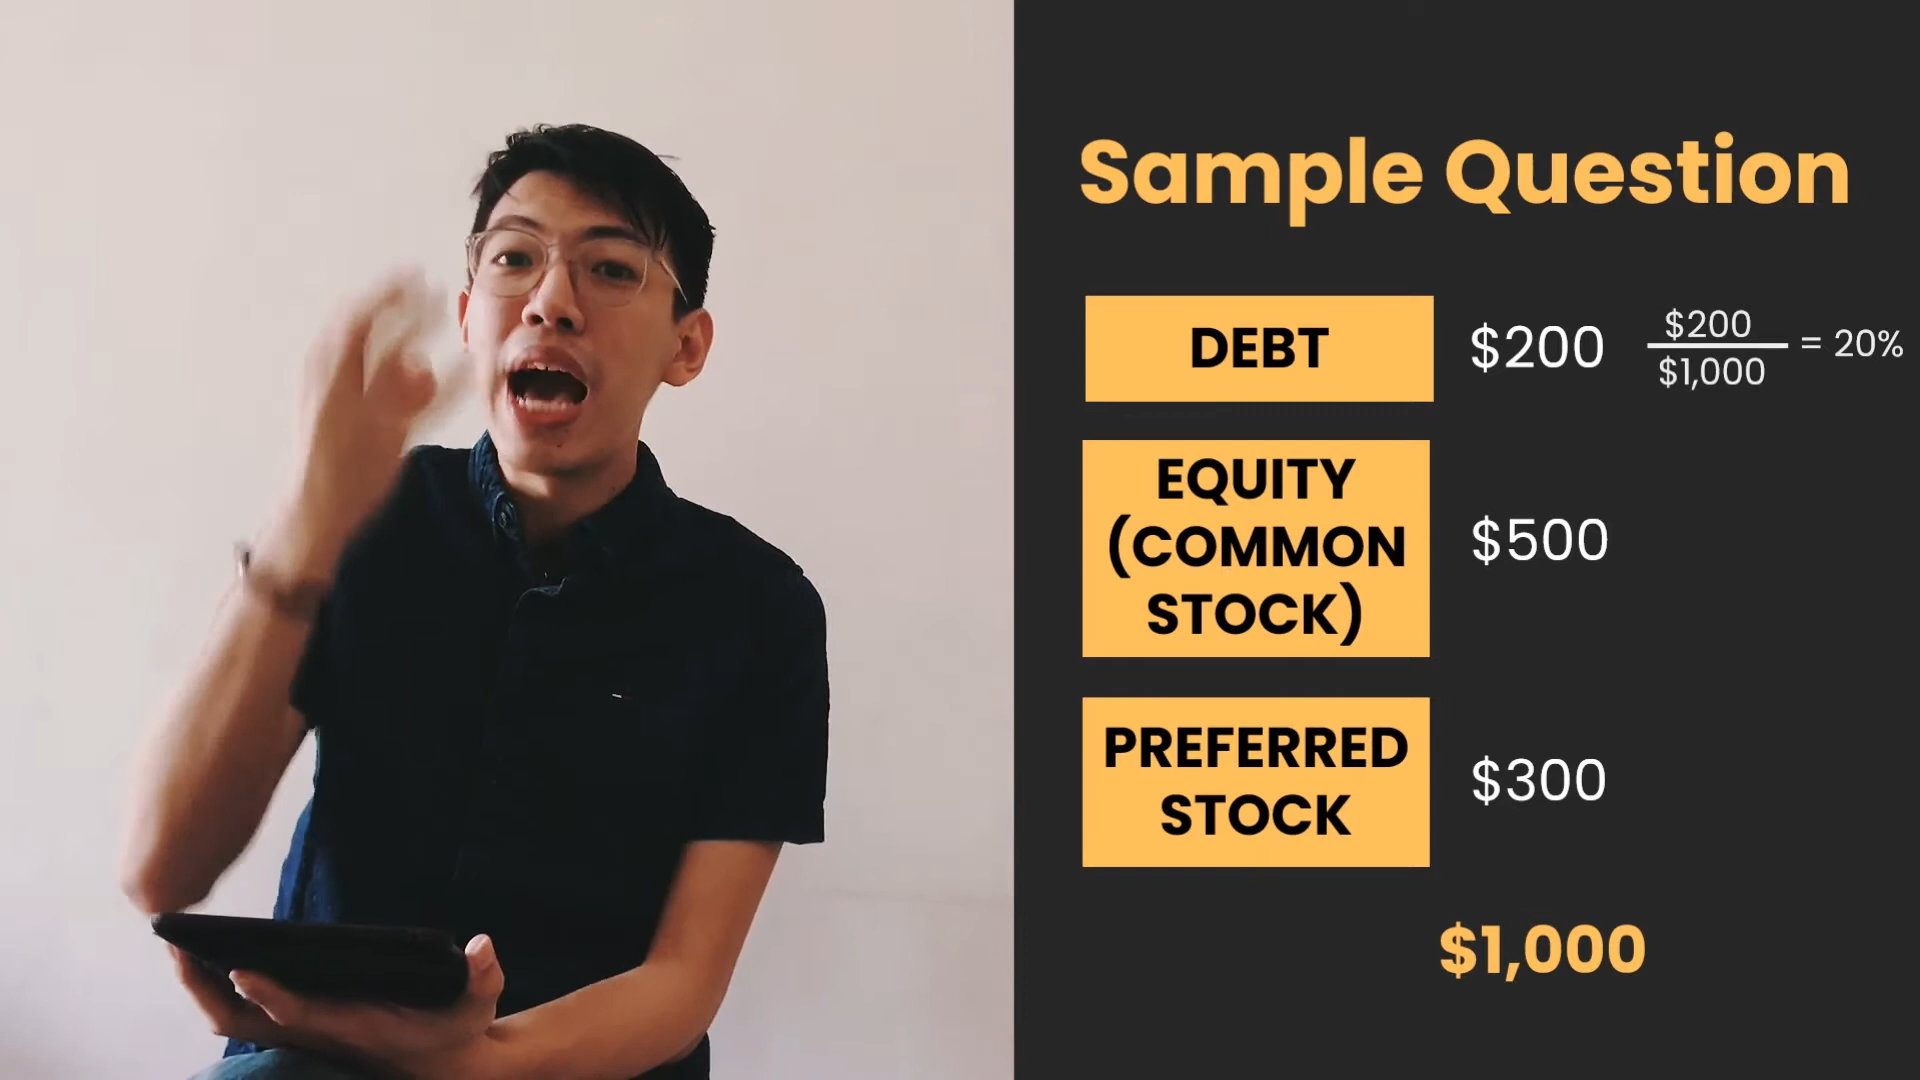 Sample Question
DEBT
$200
$200
$1,000
= 20%
EQUITY
(COMMON
STOCK)
$500
PREFERRED
STOCK
$300
$1,000